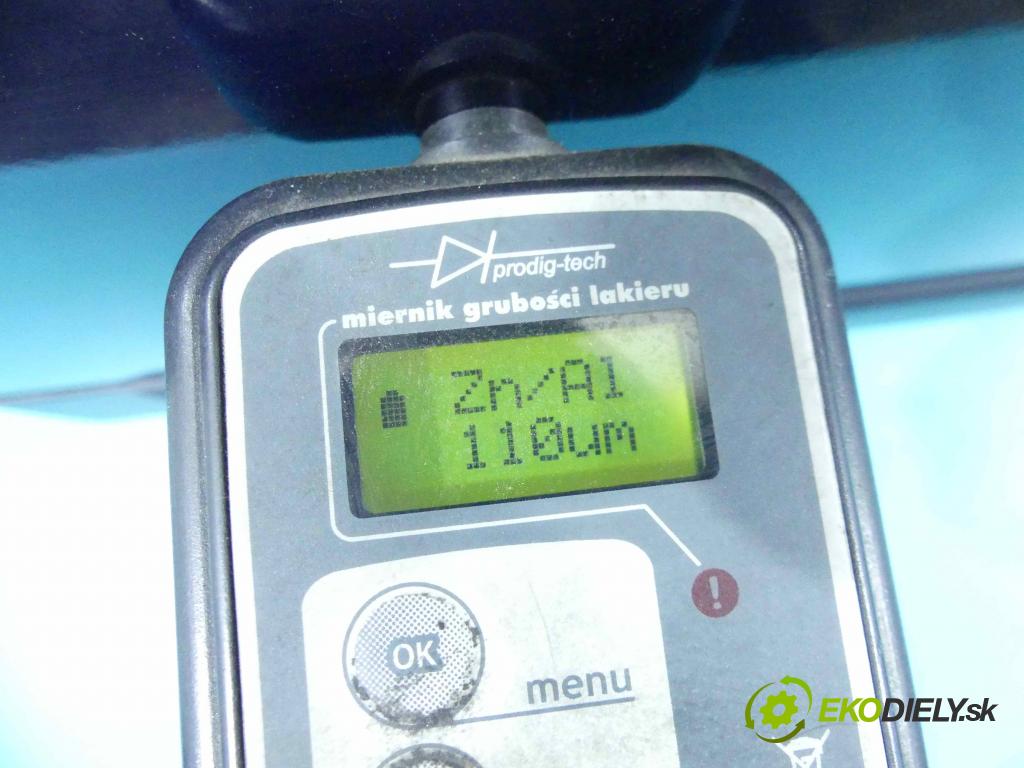 prodig-tech
miernik grubości lakieru
Zn/Al
110um
!
OK
menu
EKODIELY.sk